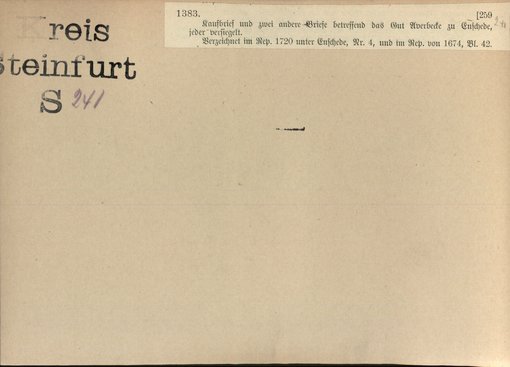 Kreis
Steinfurt
S 241
1383. [259
Kaufbrief und zwei andere Briefe betreffend das Gut Averbecke zu Enschede,
jeder versiegelt.
Verzeichnet im Rep. 1720 unter Enschede, Nr. 4, und im Rep. von 1674, Bl. 42.